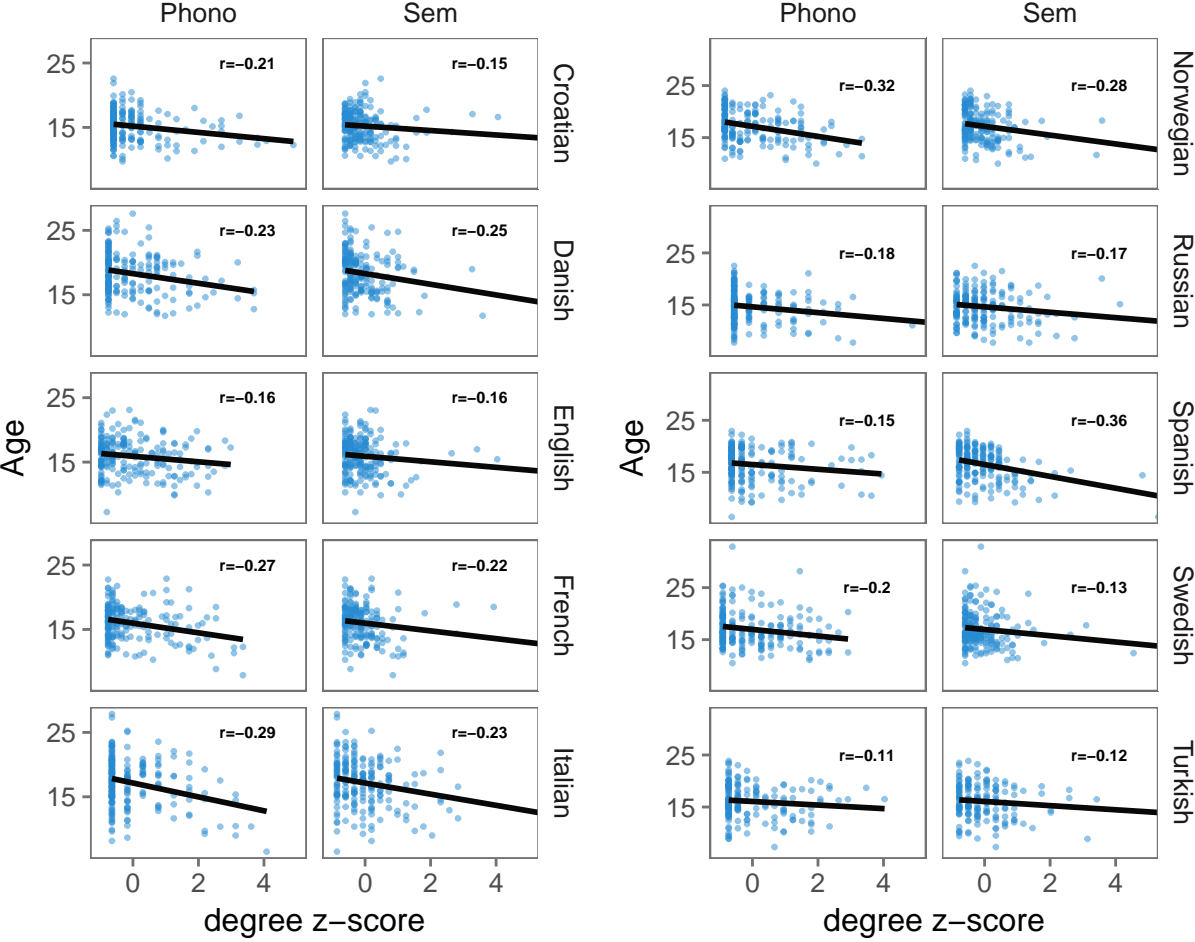 Phono Sem
25 15 r=−0.21 r=−0.15 Croatian
25 15 r=−0.23 r=−0.25 Danish
25 15 r=−0.16 r=−0.16 English
25 15 r=−0.27 r=−0.22 French
25 15 r=−0.29 r=−0.23 Italian
Age
0 2 4 0 2 4
degree z−score
Phono Sem
25 15 r=−0.32 r=−0.28 Norwegian
25 15 r=−0.18 r=−0.17 Russian
25 15 r=−0.15 r=−0.36 Spanish
25 15 r=−0.2 r=−0.13 Swedish
25 15 r=−0.11 r=−0.12 Turkish
Age
0 2 4 0 2 4
degree z−score